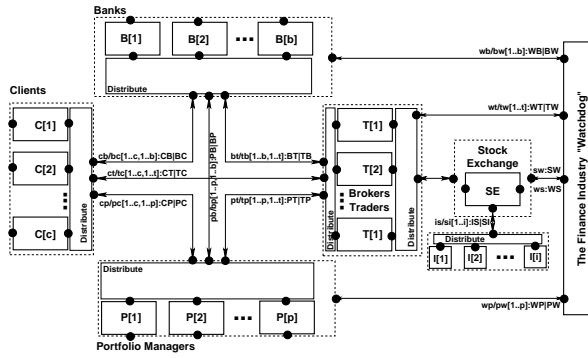 Banks
B[1]
B[2]
B[b]
Distribute
wb/bw[1..b]:WB|BW
Clients
C[1]
C[2]
C[c]
Distribute
cb/bc[1..c,1..b]:CB|BC
bt/tb[1..b,1..t]:BT|TB
ct/tc[1..c,1..t]:CT|TC
cp/pc[1..c,1..p]:CP|PC
pt/tp[1..p,1..t]:PT|TP
pb/bp[1..p,1..b]:PB|BP
Distribute
T[1]
T[2]
Brokers
Traders
T[1]
Distribute
wt/tw[1..t]:WT|TW
Stock
Exchange
SE
sw:SW
ws:WS
is/si[1..i]:IS|SI
Distribute
I[1]
I[2]
I[i]
The Finance Industry "Watchdog"
Distribute
P[1]
P[2]
P[p]
wp/pw[1..p]:WP|PW
Portfolio Managers